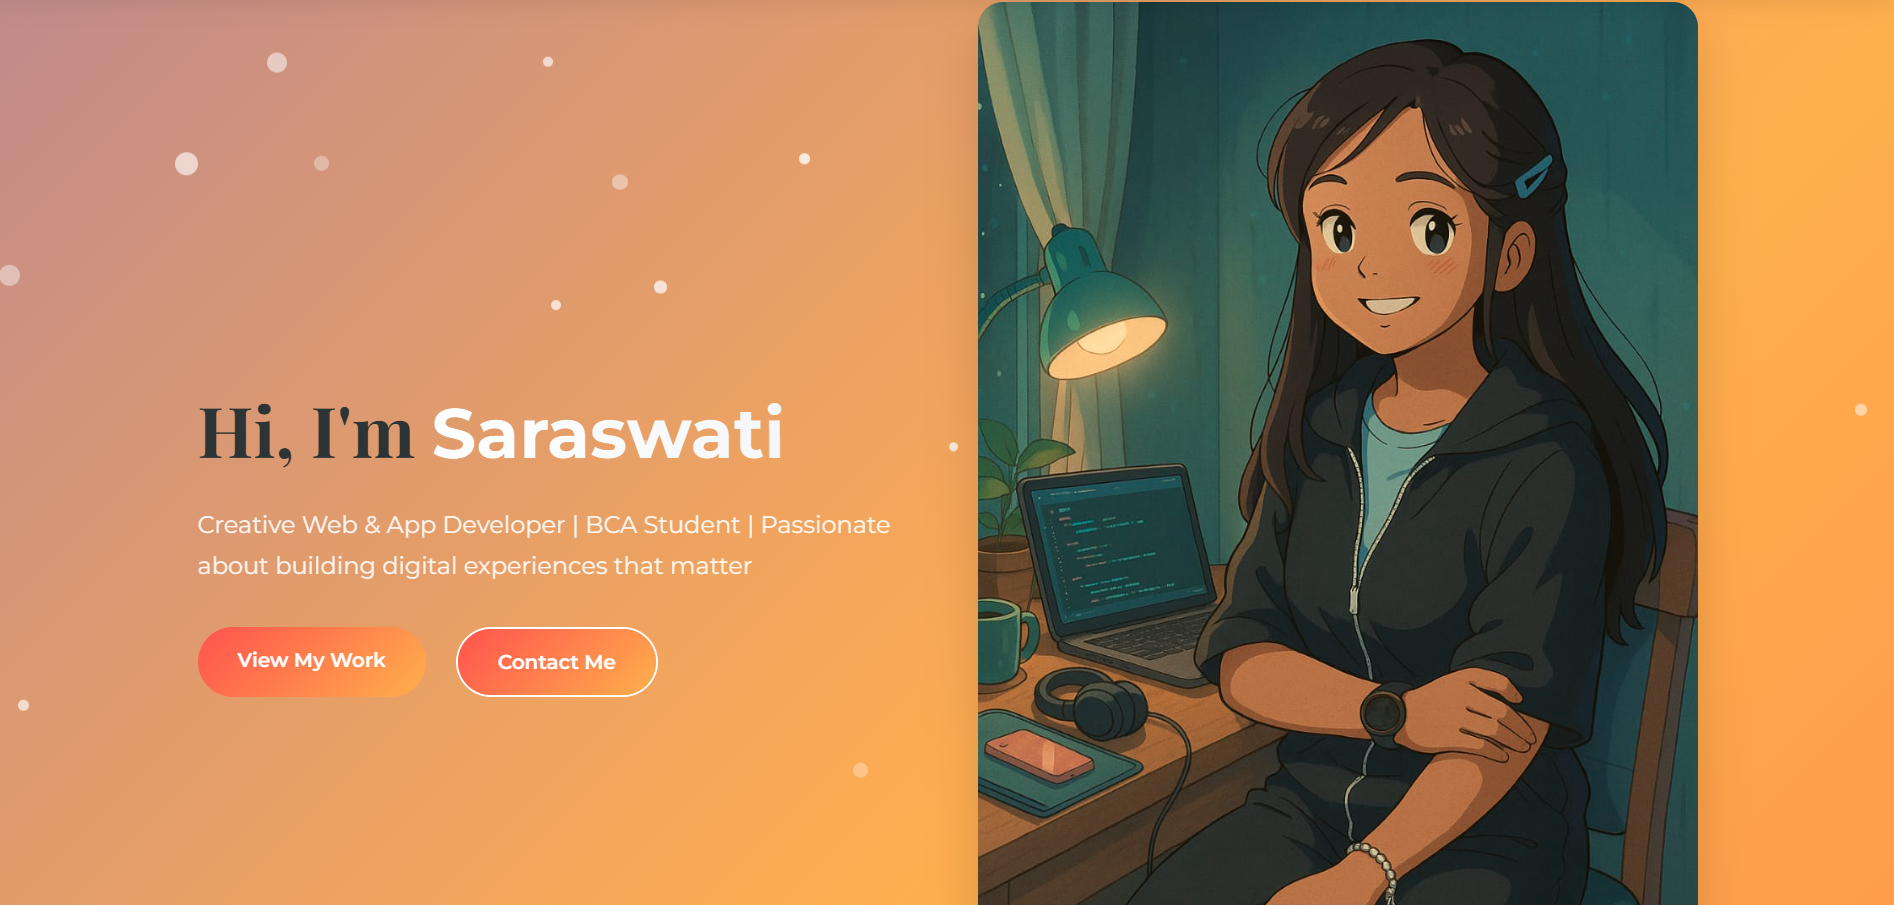 Hi, I'm Saraswati
Creative Web & App Developer | BCA Student | Passionate
about building digital experiences that matter
View My Work
Contact Me